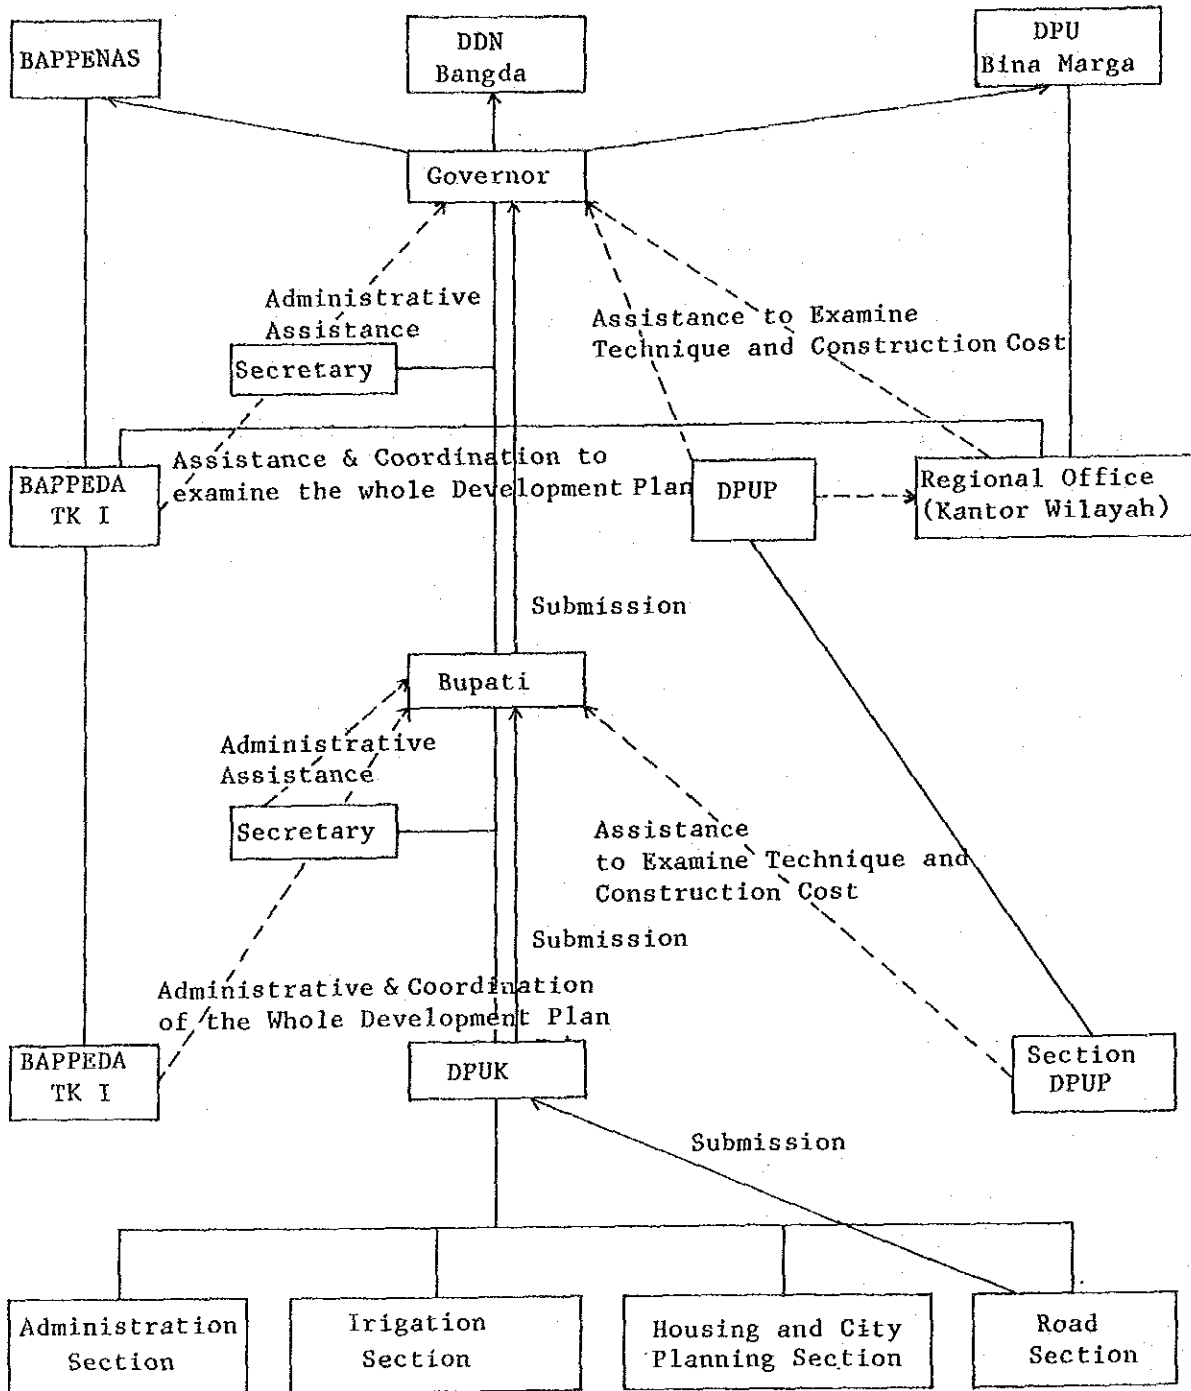 BAPPENAS
DDN
Bangda
DPU
Bina Marga
Governor
Administrative
Assistance
Assistance to Examine
Technique and Construction Cost
Secretary
Assistance & Coordination to
examine the whole Development Plan
BAPPEDA
TK I
DPUP
Regional Office
(Kantor Wilayah)
Submission
Bupati
Administrative
Assistance
Secretary
Assistance
to Examine Technique and
Construction Cost
Submission
Administrative & Coordination
of the Whole Development Plan
BAPPEDA
TK I
DPUK
Section
DPUP
Submission
Administration
Section
Irigation
Section
Housing and City
Planning Section
Road
Section